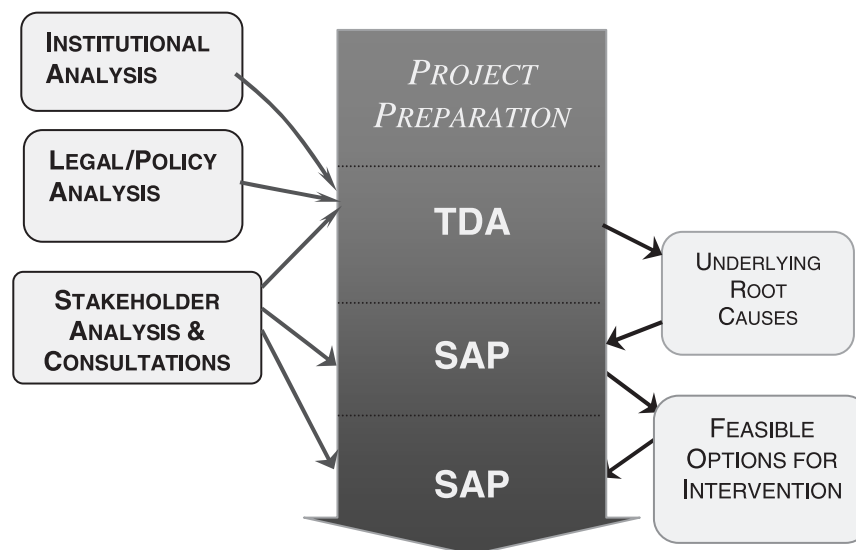 INSTITUTIONAL
ANALYSIS
LEGAL/POLICY
ANALYSIS
STAKEHOLDER
ANALYSIS &
CONSULTATIONS
PROJECT
PREPARATION
TDA
SAP
SAP
UNDERLYING
ROOT
CAUSES
FEASIBLE
OPTIONS FOR
INTERVENTION